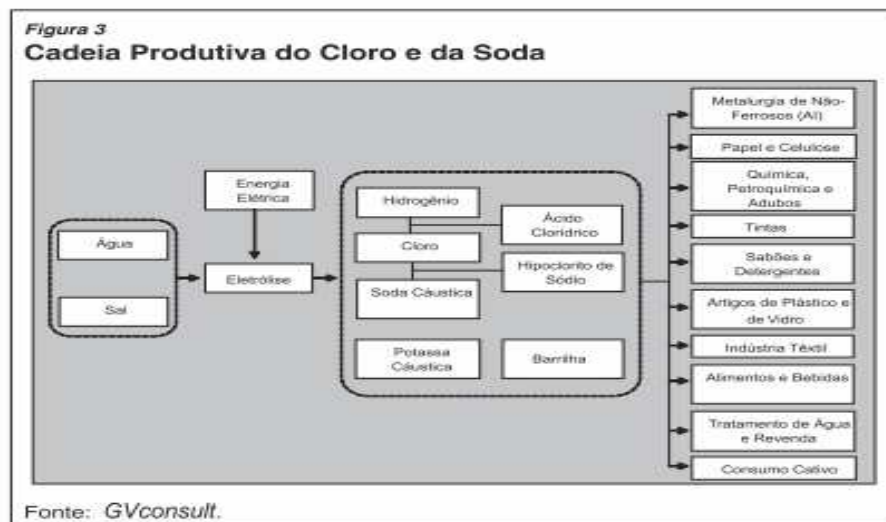 Figura 3
Cadeia Produtiva do Cloro e da Soda
Água
Sal
Energia
Elétrica
Eletrólise
Hidrogênio
Cloro
Soda Cáustica
Potassa
Cáustica
Ácido
Clorídrico
Hipoclorito de
Sódio
Barrilha
Metalurgia de Não-
Ferrosos (Al)
Papel e Celulose
Química,
Petroquímica e
Adubos
Tintas
Sabões e
Detergentes
Artigos de Plástico e
de Vidro
Indústria Têxtil
Alimentos e Bebidas
Tratamento de Água
e Revenda
Consumo Cativo
Fonte: GVconsult.